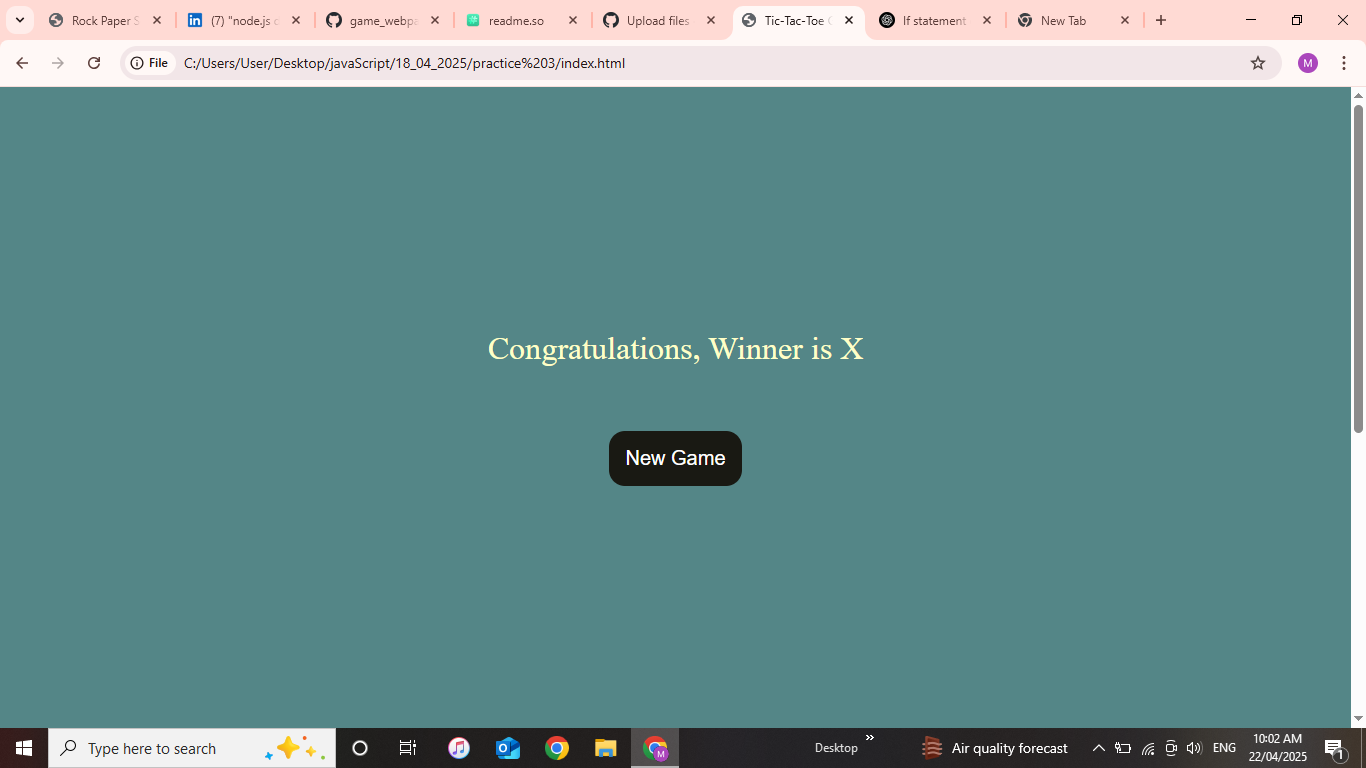 Rock Paper S
(7) "node.js d
game_webpa
readme.so
Upload files
Tic-Tac-Toe G
If statement
New Tab
File
C:/Users/User/Desktop/javaScript/18_04_2025/practice%203/index.html
M
Congratulations, Winner is X
New Game
Type here to search
M
Desktop
Air quality forecast
ENG
10:02 AM
22/04/2025
1